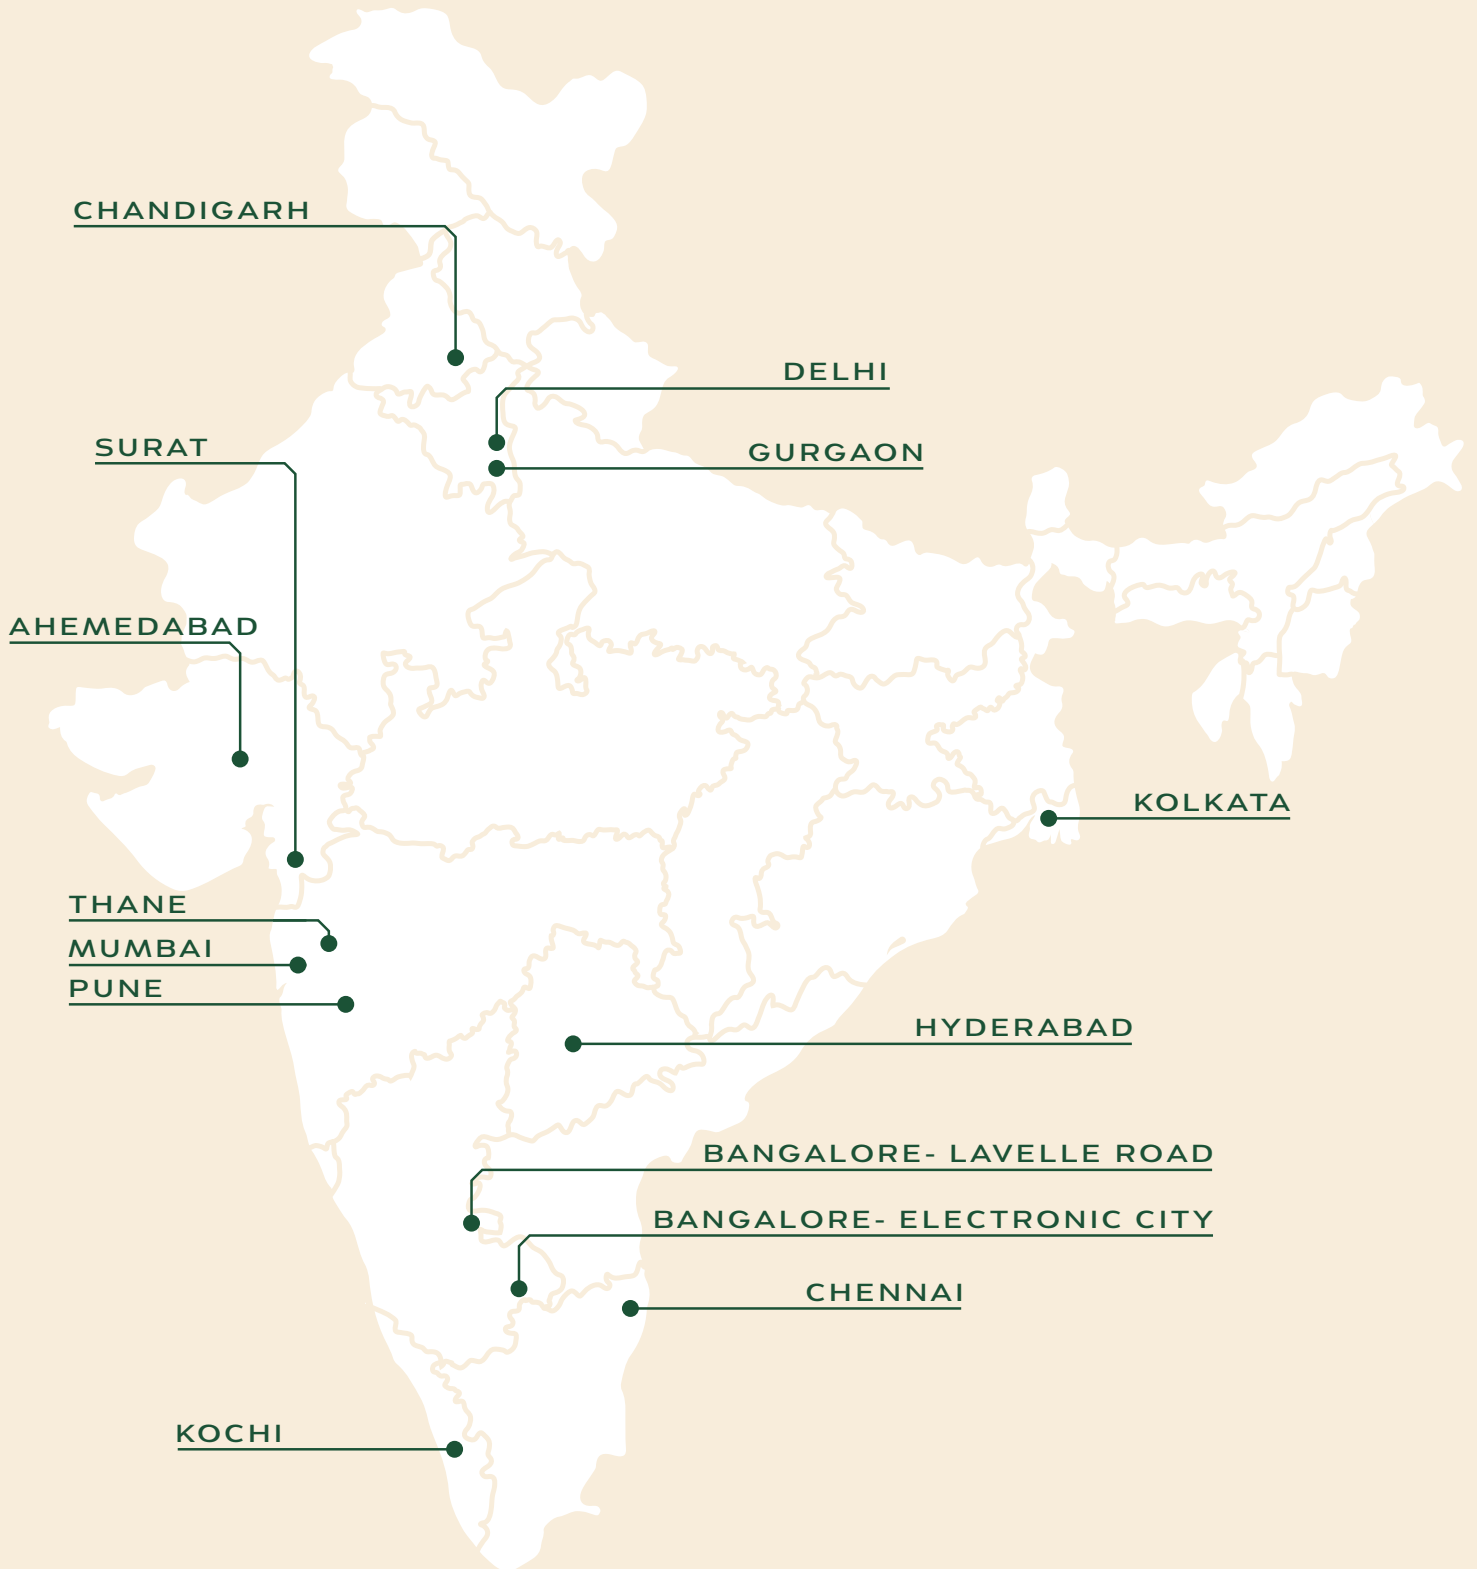 CHANDIGARH
DELHI
SURAT
GURGAON
AHEMEDABAD
KOLKATA
THANE
MUMBAI
PUNE
HYDERABAD
BANGALORE- LAVELLE ROAD
BANGALORE- ELECTRONIC CITY
CHENNAI
KOCHI